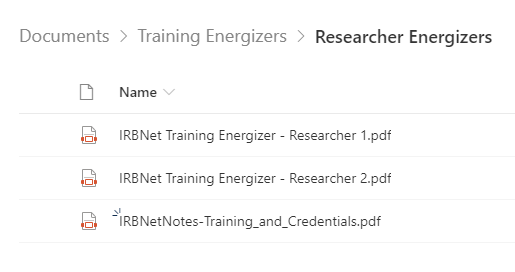 Documents > Training Energizers > Researcher Energizers
Name
IRBNet Training Energizer - Researcher 1.pdf
IRBNet Training Energizer - Researcher 2.pdf
IRBNetNotes-Training_and_Credentials.pdf